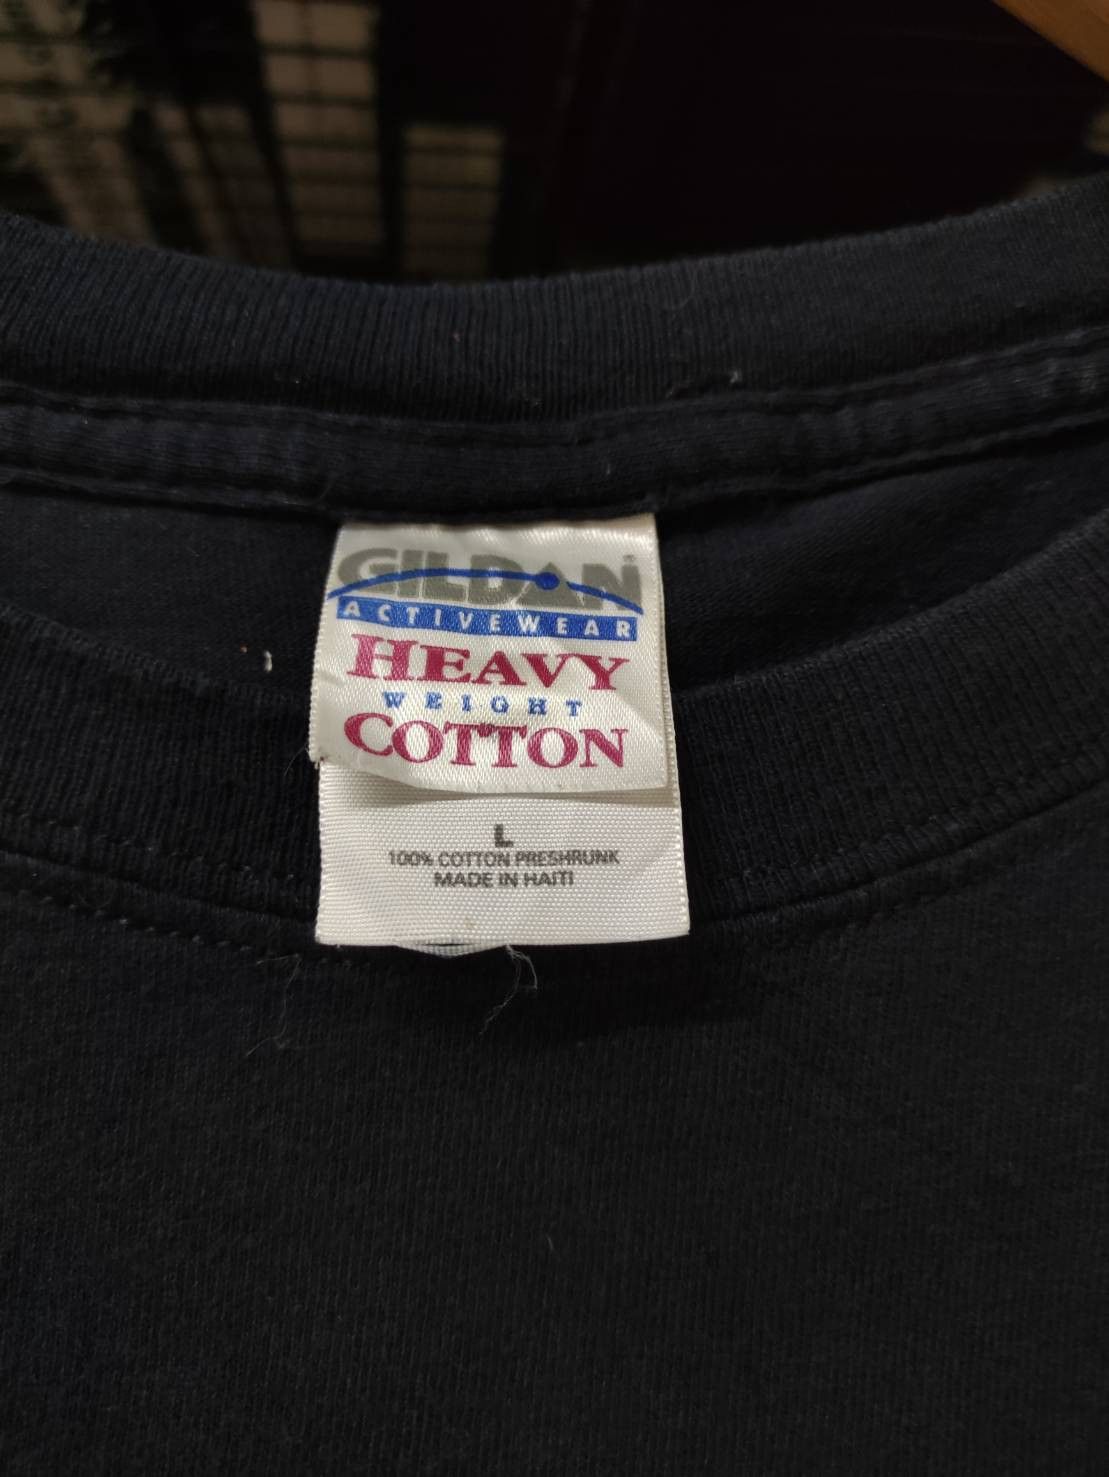 GILDAN®
ACTIVEWEAR
HEAVY
WEIGHT
COTTON
L
100% COTTON PRESHRUNK
MADE IN HAITI